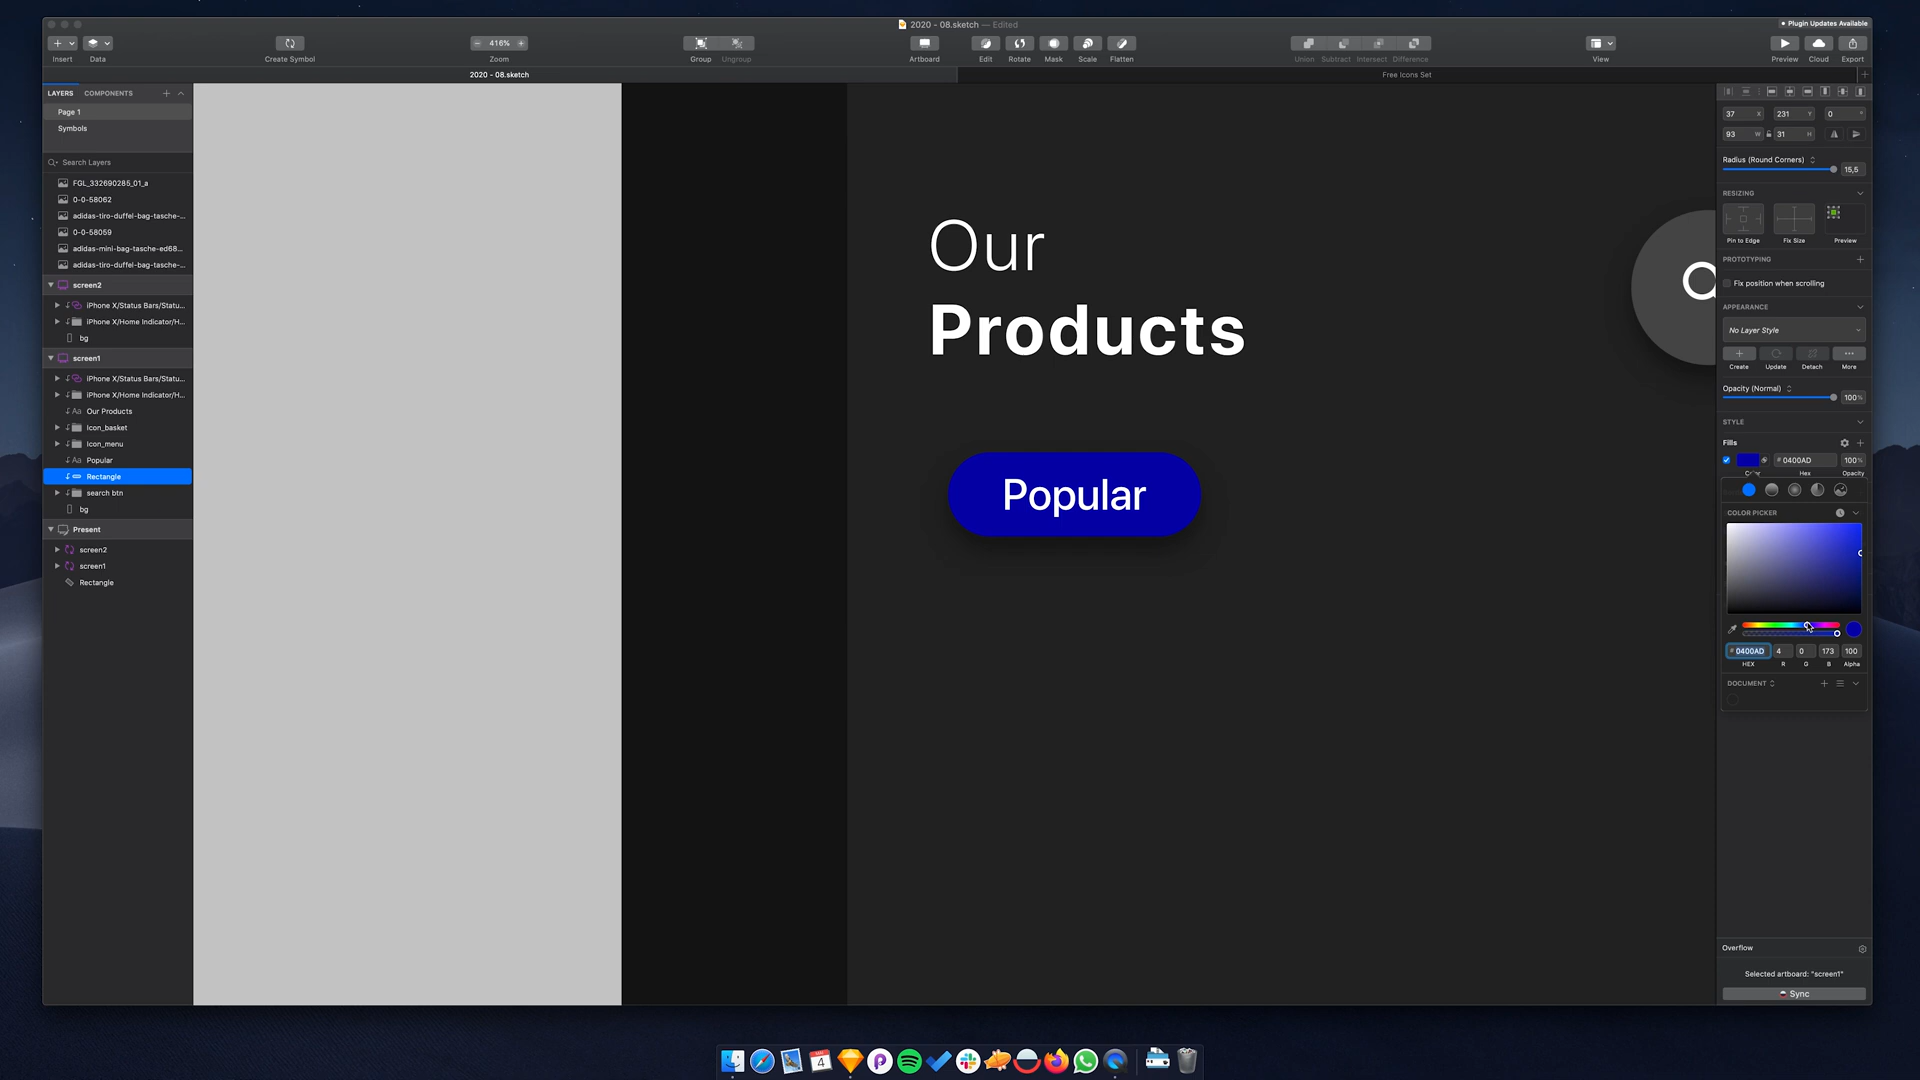 2020 - 08.sketch — Edited
Plugin Updates Available
416%
Insert
Data
Create Symbol
Zoom
Group
Ungroup
Artboard
Edit
Rotate
Mask
Scale
Flatten
Union
Subtract
Intersect
Difference
View
Preview
Cloud
Export
2020 - 08.sketch
Free Icons Set
LAYERS
COMPONENTS
Page 1
Symbols
Search Layers
FGL_332690285_01_a
0-0-58062
adidas-tiro-duffel-bag-tasche-...
0-0-58059
adidas-mini-bag-tasche-ed68...
adidas-tiro-duffel-bag-tasche-...
screen2
iPhone X/Status Bars/Statu...
iPhone X/Home Indicator/H...
bg
screen1
iPhone X/Status Bars/Statu...
iPhone X/Home Indicator/H...
Aa Our Products
Icon_basket
Icon_menu
Aa Popular
Rectangle
search btn
bg
Present
screen2
screen1
Rectangle
Our
Products
Popular
37 X 231 Y 0 °
93 W 31 H
Radius (Round Corners)
15,5
RESIZING
Pin to Edge
Fix Size
Preview
PROTOTYPING
Fix position when scrolling
APPEARANCE
No Layer Style
Create
Update
Detach
More
Opacity (Normal)
100%
STYLE
Fills
# 0400AD 100%
Hex
Opacity
COLOR PICKER
# 0400AD 4 0 173 100
HEX R G B Alpha
DOCUMENT
Overflow
Selected artboard: "screen1"
Sync
4